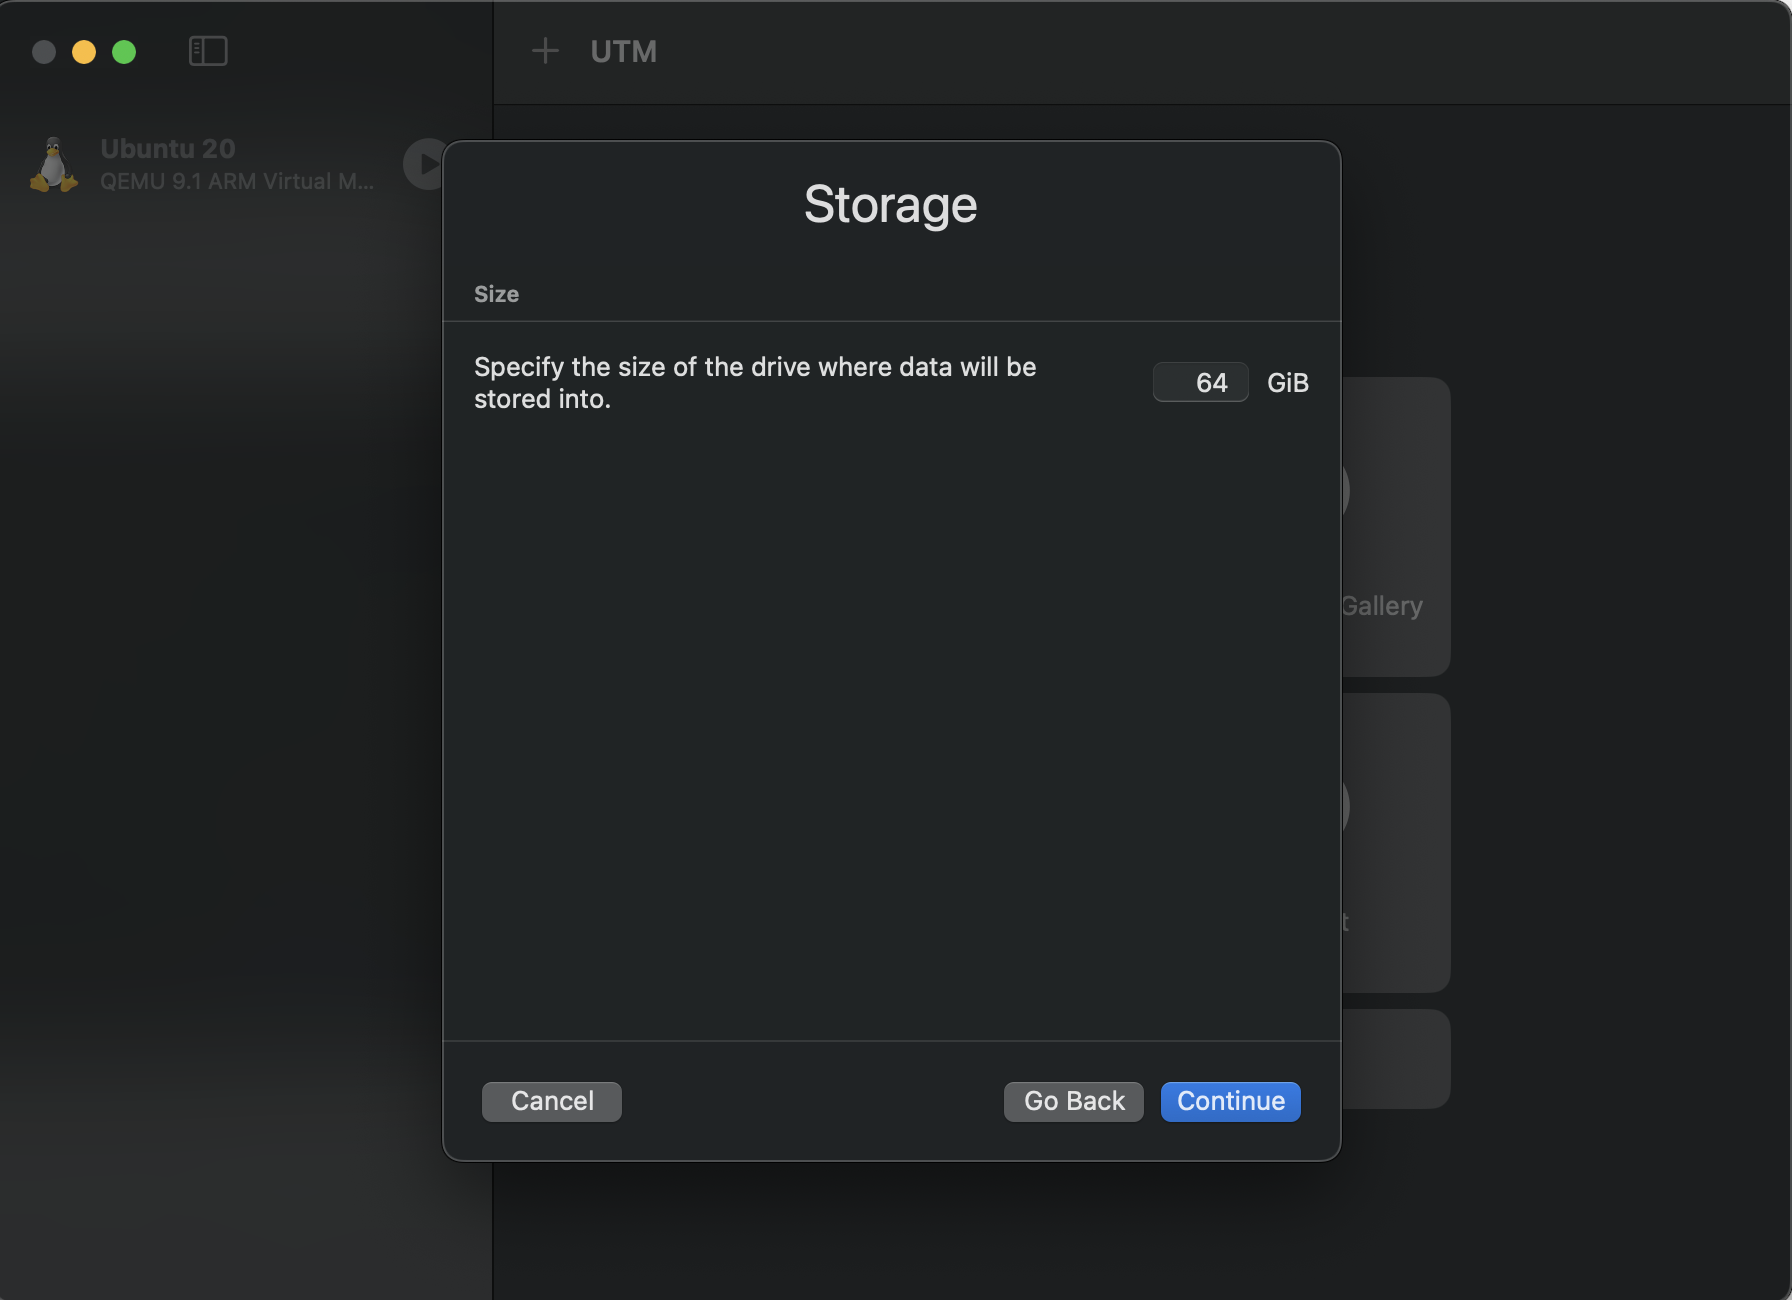 UTM
Ubuntu 20
QEMU 9.1 ARM Virtual M...
Storage
Size
Specify the size of the drive where data will be
stored into.
64 GiB
Gallery
Cancel
Go Back
Continue